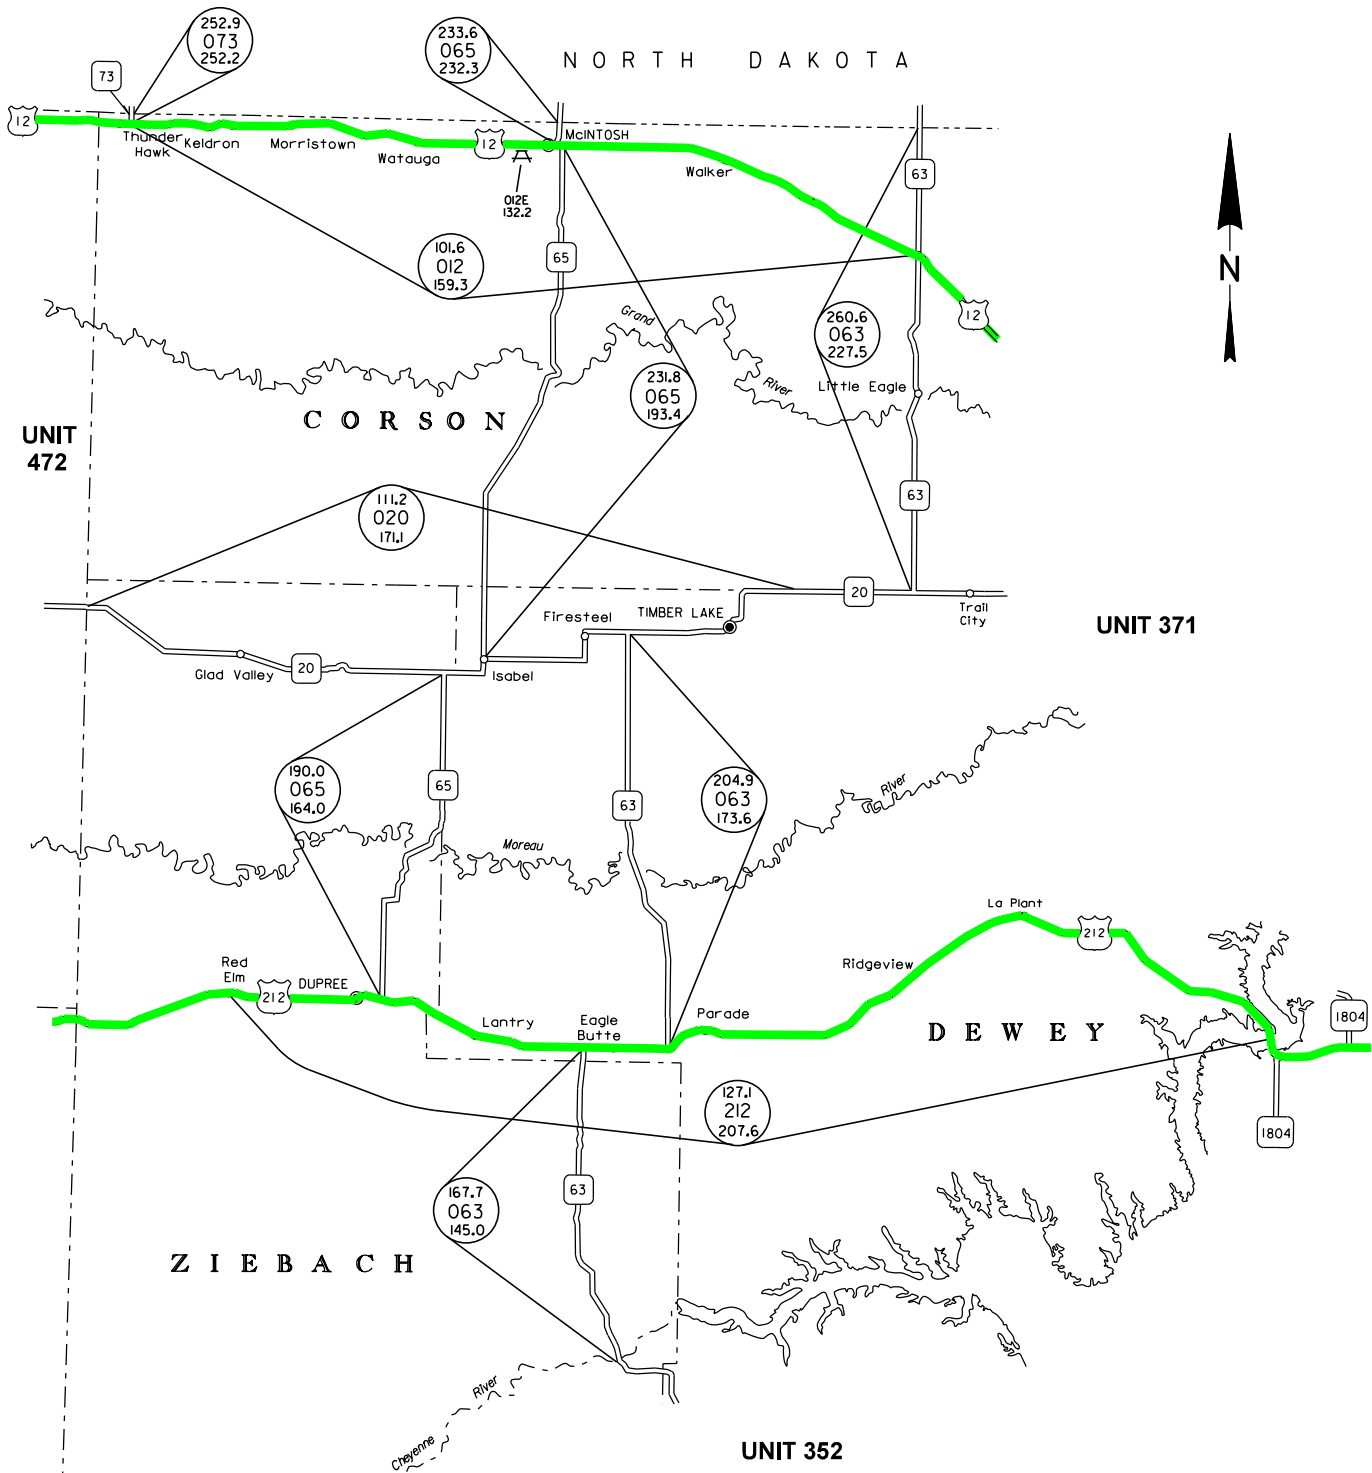 252.9
073
252.2
233.6
065
232.3
NORTH DAKOTA
73
12
Thunder
Hawk
Keldron
Morristown
Watauga
12
McINTOSH
Walker
63
012E
132.2
101.6
012
159.3
65
N
Grand
River
12
260.6
063
227.5
Little Eagle
231.8
065
193.4
CORSON
UNIT
472
111.2
020
171.1
63
20
Trail
City
Firesteel
TIMBER LAKE
UNIT 371
Glad Valley
20
Isabel
190.0
065
164.0
65
63
204.9
063
173.6
River
Moreau
La Plant
212
Red
Elm
212
DUPREE
Ridgeview
Lantry
Eagle
Butte
Parade
DEWEY
1804
127.1
212
207.6
1804
167.7
063
145.0
63
ZIEBACH
River
Cheyenne
UNIT 352